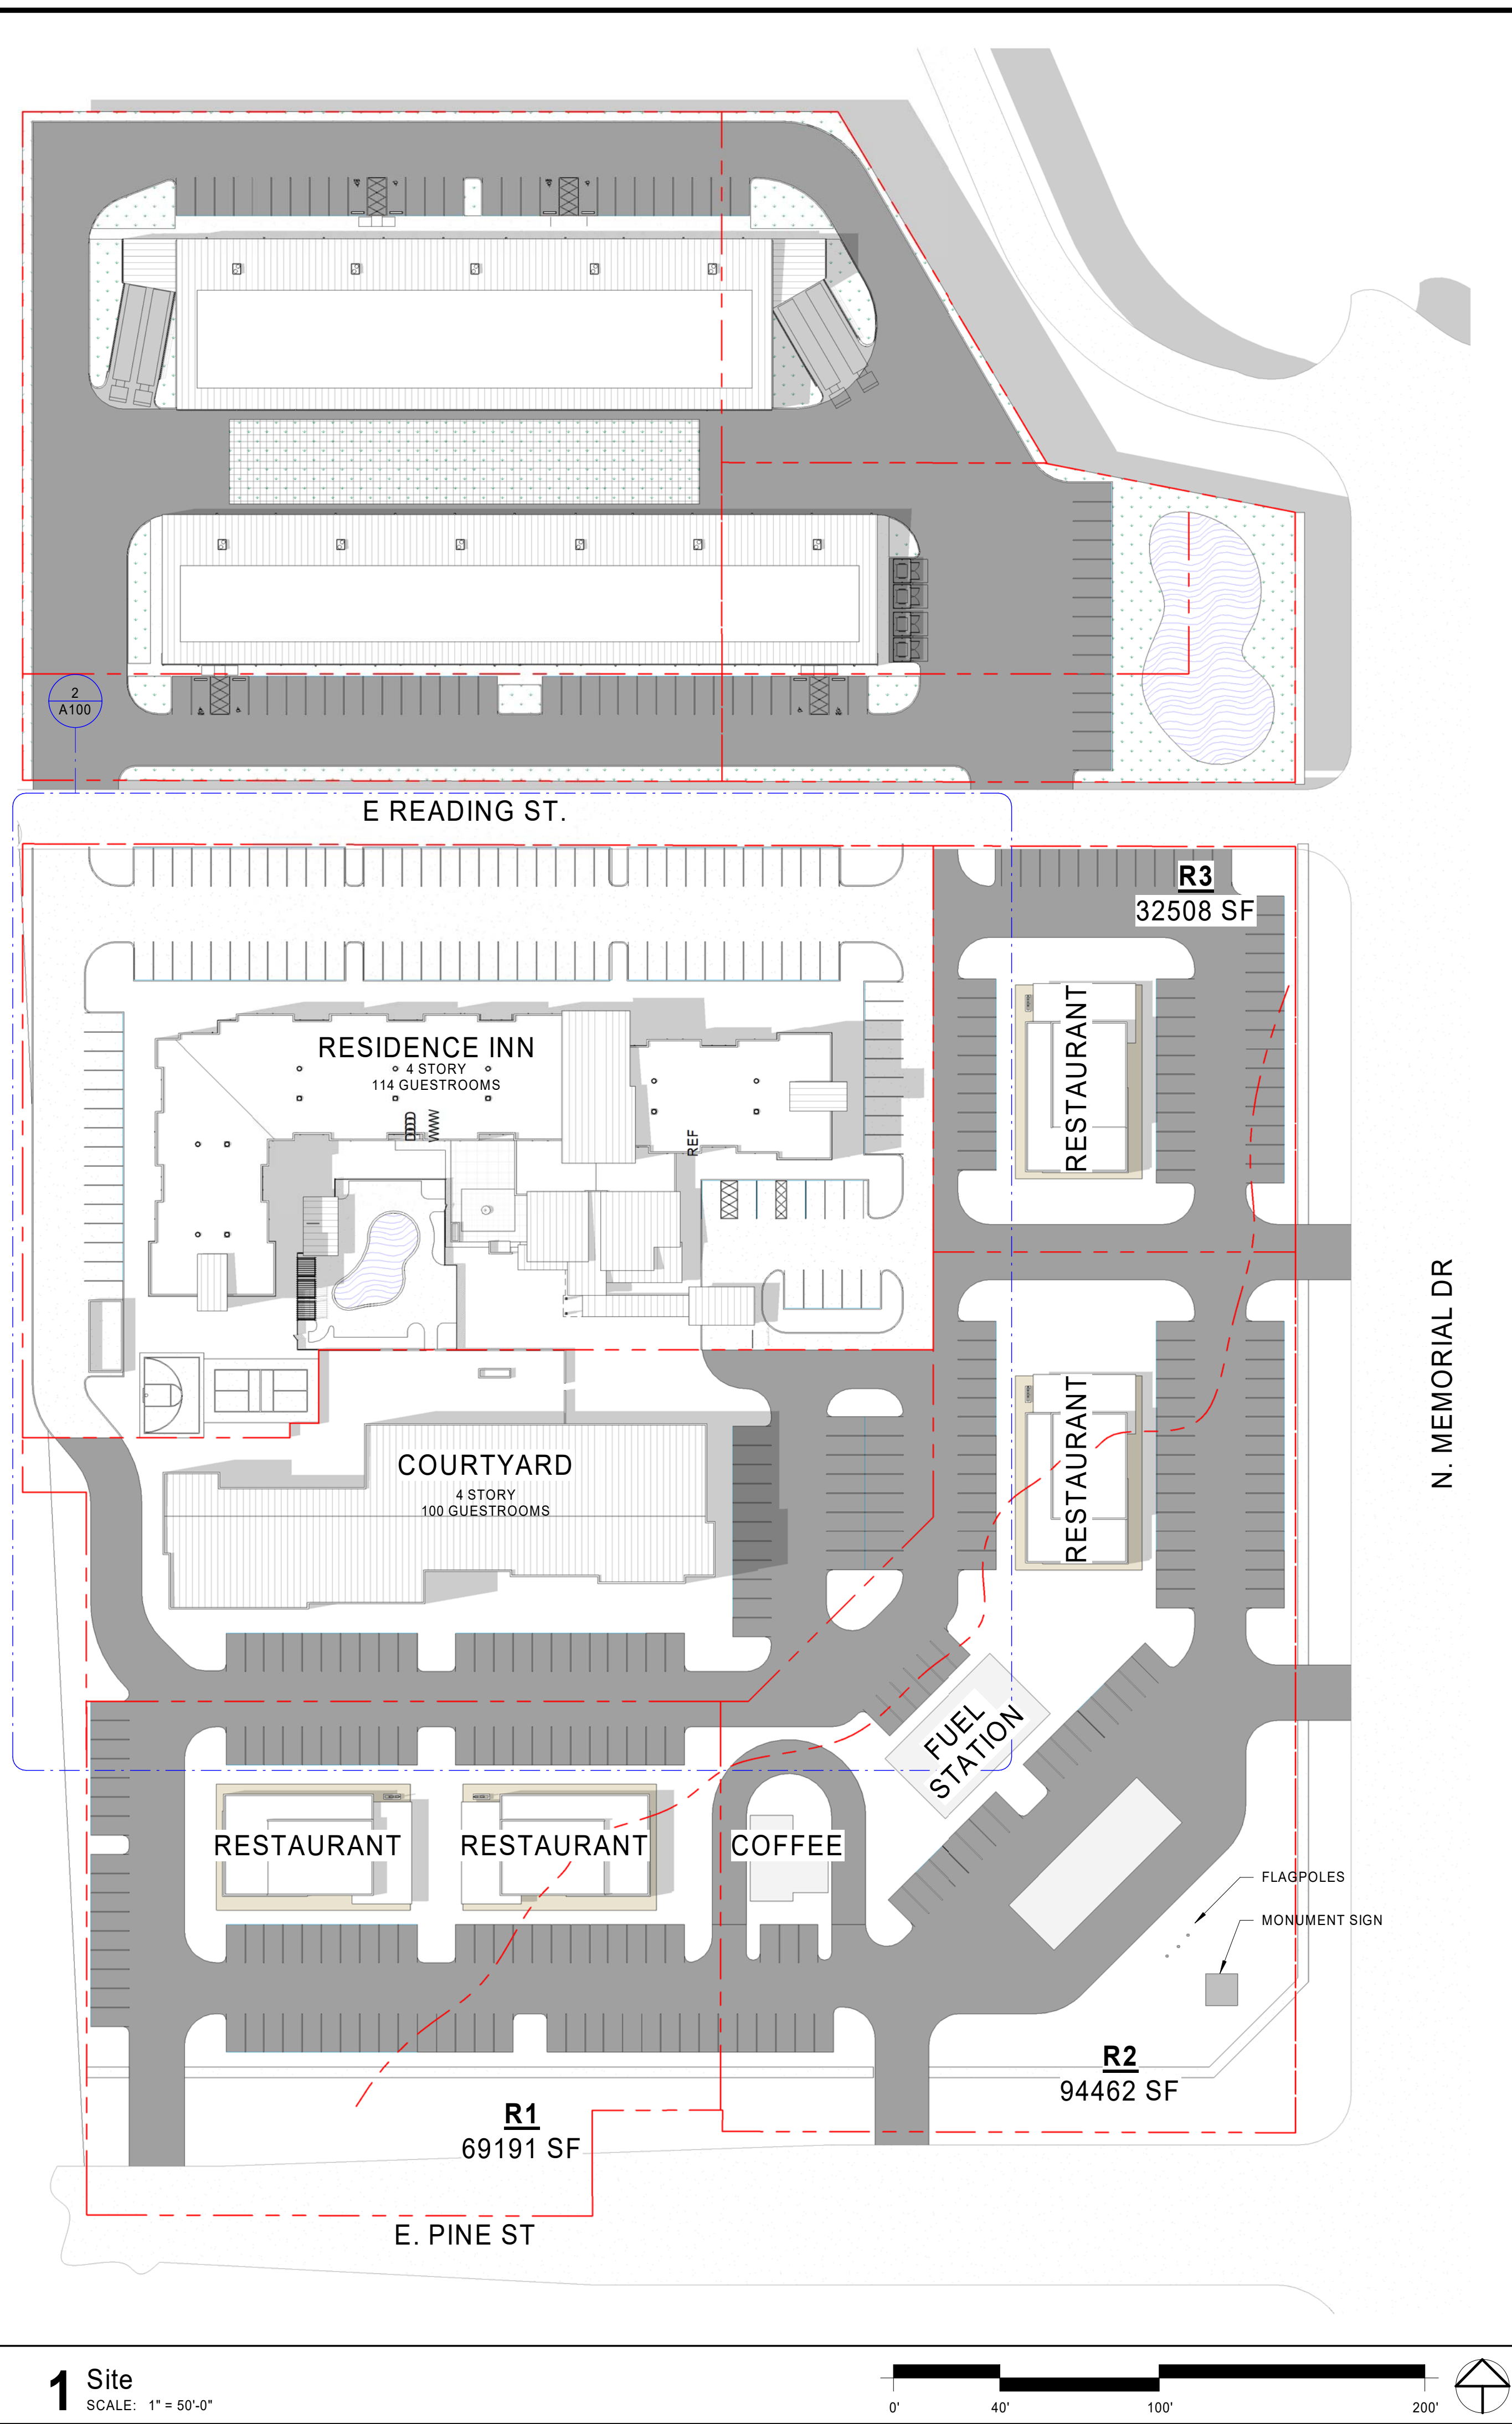 2
A100
E READING ST.
R3
32508 SF
RESTAURANT
RESIDENCE INN
4 STORY
114 GUESTROOMS
REF
N. MEMORIAL DR
RESTAURANT
COURTYARD
4 STORY
100 GUESTROOMS
FUEL
STATION
RESTAURANT
RESTAURANT
COFFEE
FLAGPOLES
MONUMENT SIGN
R2
94462 SF
R1
69191 SF
E. PINE ST
1
Site
SCALE: 1" = 50'-0"
0'
40'
100'
200'